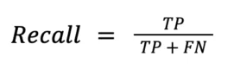 Recall = TP / TP + FN